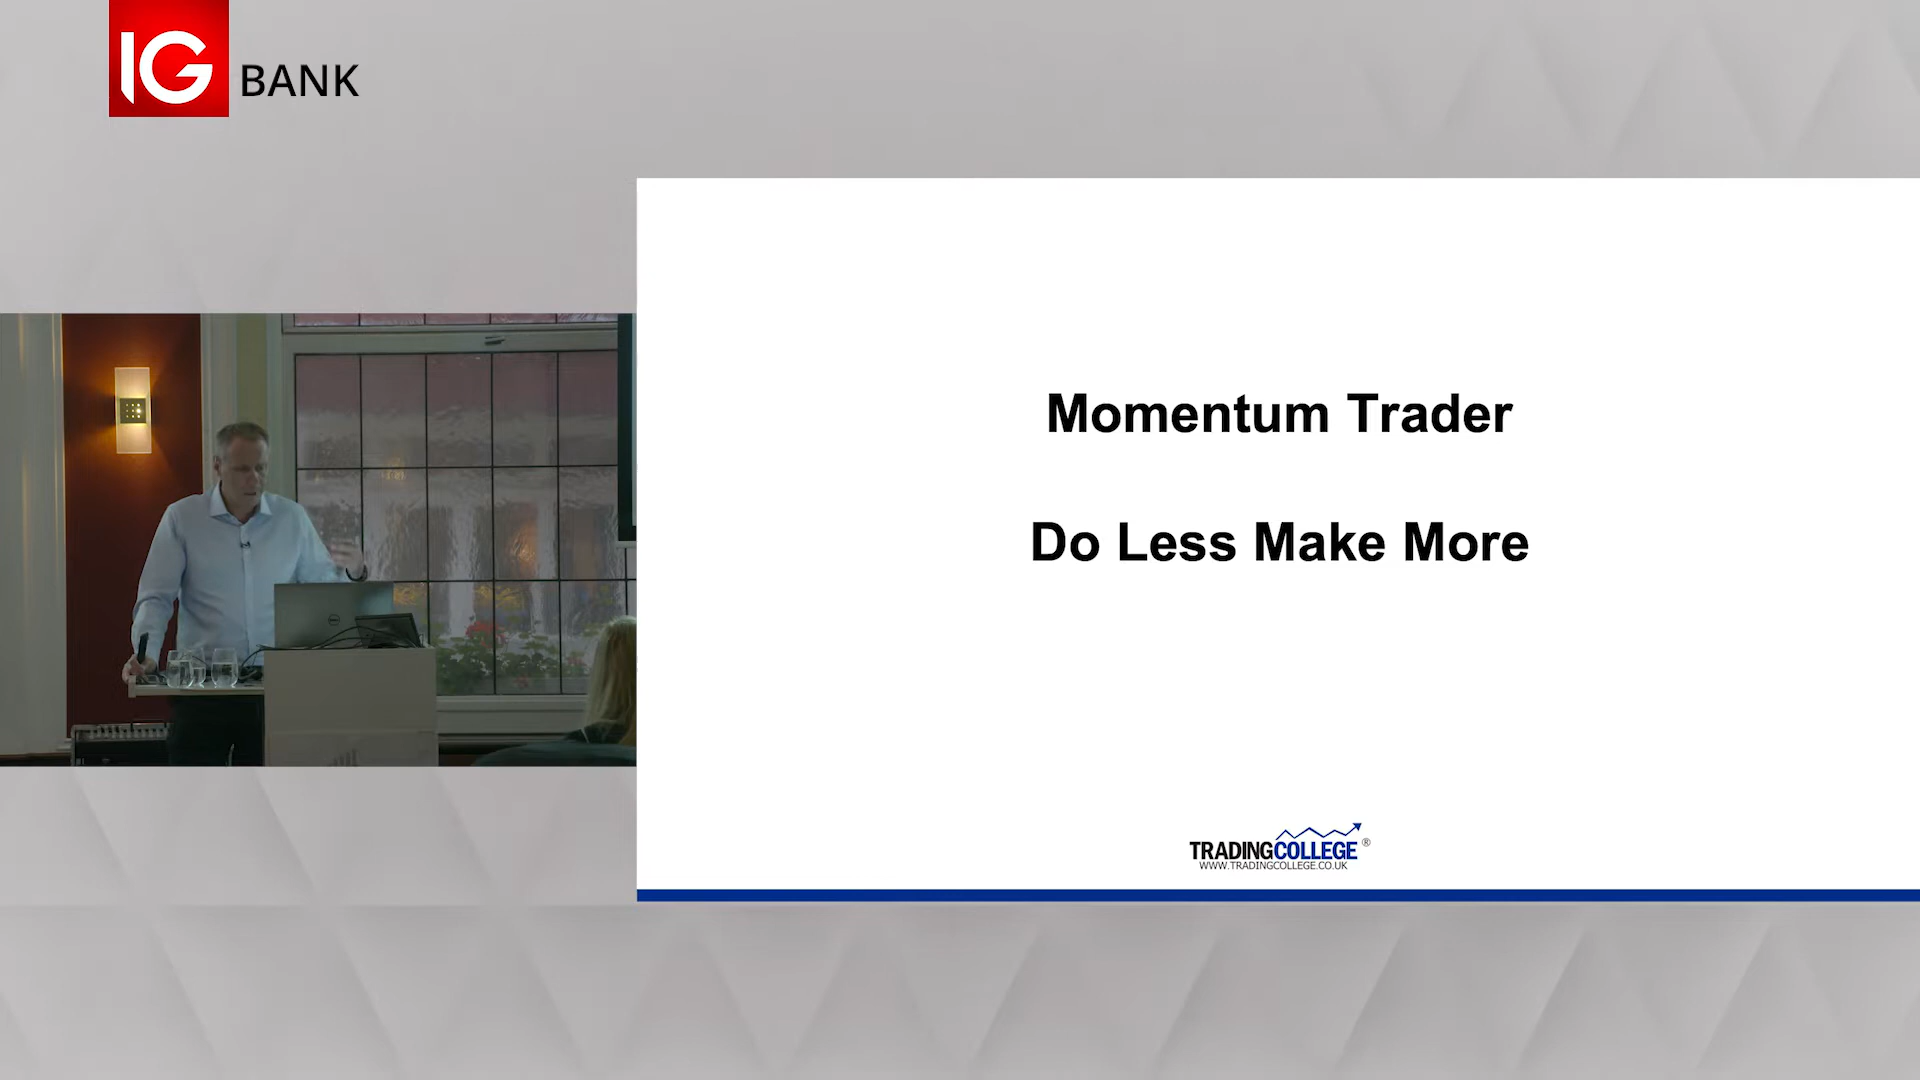 IG BANK
Momentum Trader
Do Less Make More
TRADINGCOLLEGE ®
WWW.TRADINGCOLLEGE.CO.UK